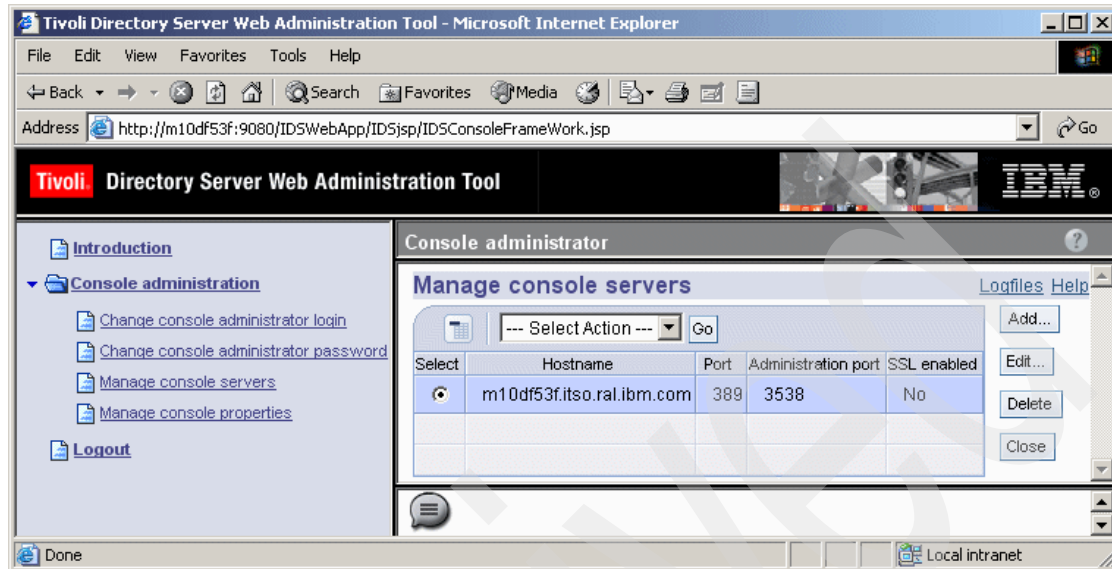 Tivoli Directory Server Web Administration Tool - Microsoft Internet Explorer
File Edit View Favorites Tools Help
Back Search Favorites Media
Address http://m10df53f:9080/IDSWebApp/IDSjsp/IDSConsoleFrameWork.jsp Go
Tivoli. Directory Server Web Administration Tool IBM®
Introduction
Console administration
Change console administrator login
Change console administrator password
Manage console servers
Manage console properties
Logout
Console administrator ?
Manage console servers Logfiles Help
--- Select Action --- Go
Select Hostname Port Administration port SSL enabled
m10df53f.itso.ral.ibm.com 389 3538 No
Add...
Edit...
Delete
Close
Done Local intranet